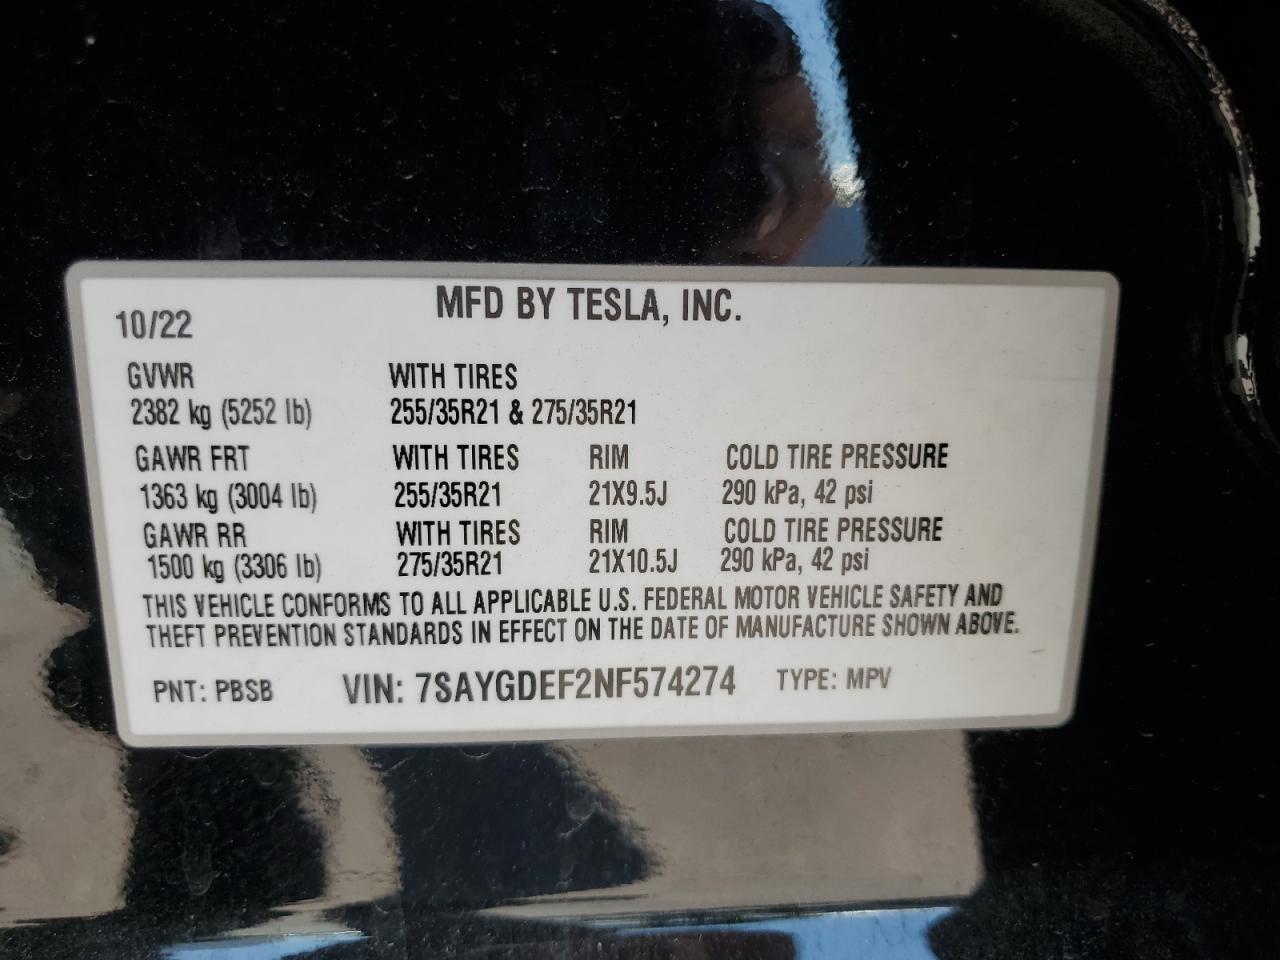 MFD BY TESLA, INC.
10/22
GVWR WITH TIRES
2382 kg (5252 lb) 255/35R21 & 275/35R21
GAWR FRT WITH TIRES RIM COLD TIRE PRESSURE
1363 kg (3004 lb) 255/35R21 21X9.5J 290 kPa, 42 psi
GAWR RR WITH TIRES RIM COLD TIRE PRESSURE
1500 kg (3306 lb) 275/35R21 21X10.5J 290 kPa, 42 psi
THIS VEHICLE CONFORMS TO ALL APPLICABLE U.S. FEDERAL MOTOR VEHICLE SAFETY AND
THEFT PREVENTION STANDARDS IN EFFECT ON THE DATE OF MANUFACTURE SHOWN ABOVE.
PNT: PBSB VIN: 7SAYGDEF2NF574274 TYPE: MPV